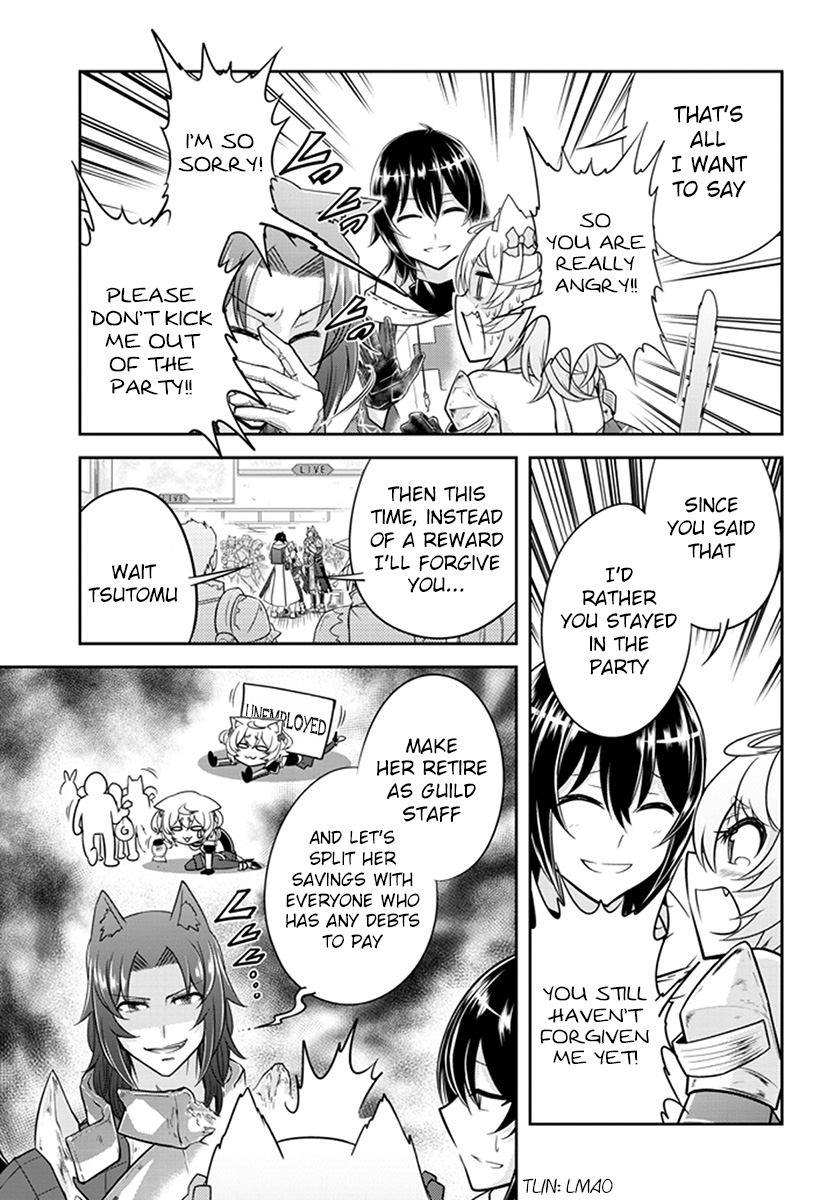 THAT'S
ALL
I WANT
TO SAY
SO
YOU ARE
REALLY
ANGRY!!
I'M SO
SORRY!
PLEASE
DON'T KICK
ME OUT
OF THE
PARTY!!
SINCE
YOU SAID
THAT
I'D
RATHER
YOU STAYED
IN THE
PARTY
YOU STILL
HAVEN'T
FORGIVEN
ME YET!
LIVE
LIVE
THEN THIS
TIME, INSTEAD
OF A REWARD
I'LL FORGIVE
YOU...
WAIT
TSUTOMU
UNEMPLOYED
MAKE
HER RETIRE
AS GUILD
STAFF
AND LET'S
SPLIT HER
SAVINGS WITH
EVERYONE WHO
HAS ANY DEBTS
TO PAY
TL/N: LMAO